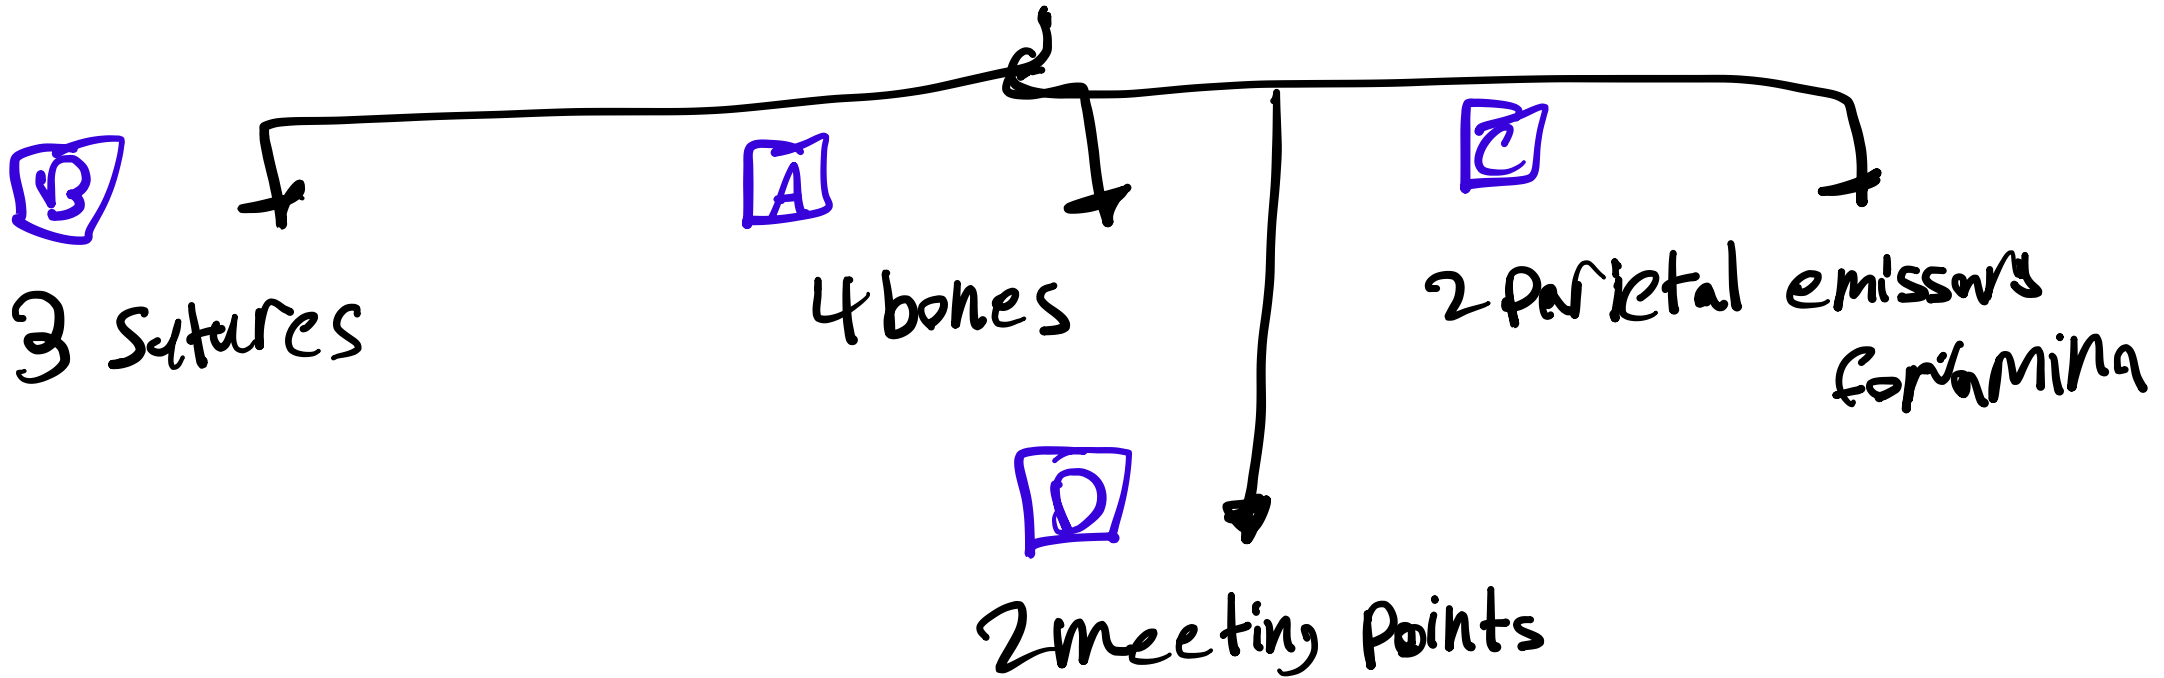 B
3 sutures
A
4 bones
C
2 parietal emissary
foramina
D
2 meeting points